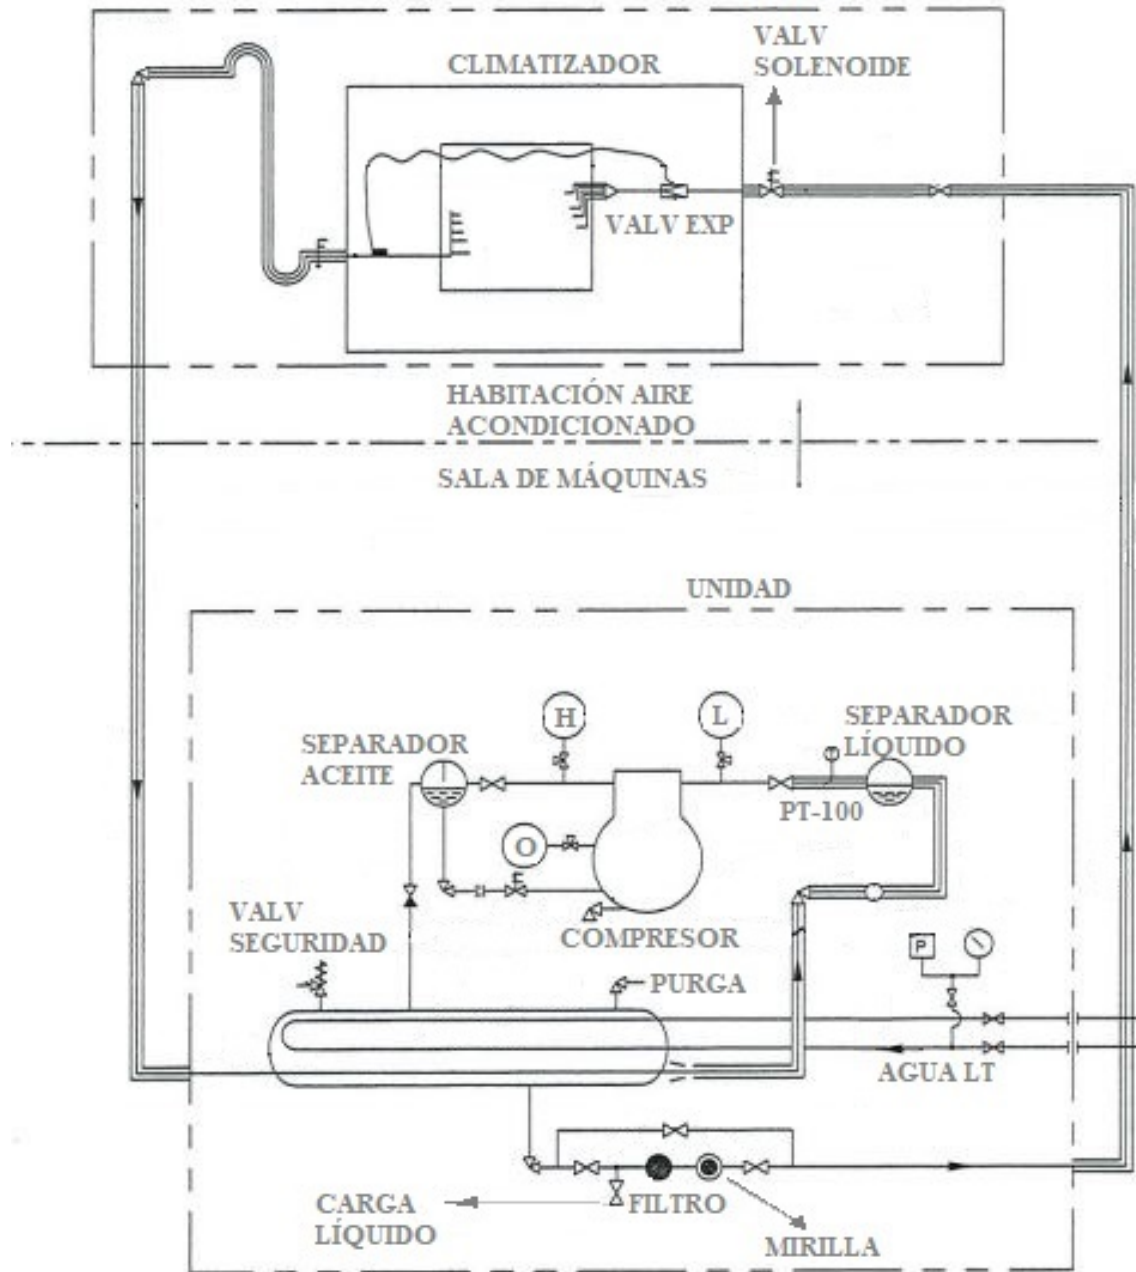 VALV
SOLENOIDE
CLIMATIZADOR
VALV EXP
HABITACIÓN AIRE
ACONDICIONADO
SALA DE MÁQUINAS
UNIDAD
H
L
SEPARADOR
LÍQUIDO
SEPARADOR
ACEITE
PT-100
O
VALV
SEGURIDAD
COMPRESOR
P
PURGA
AGUA LT
CARGA
LÍQUIDO
FILTRO
MIRILLA